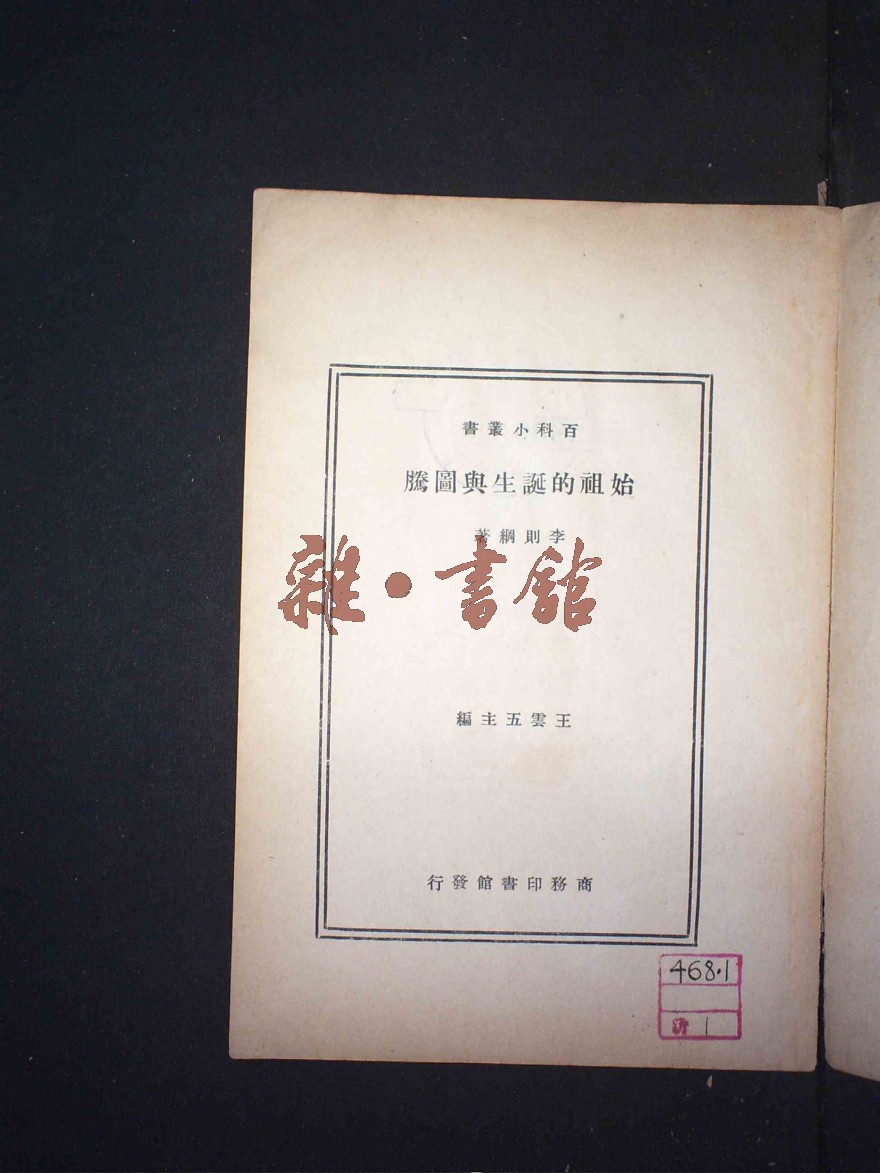 百科小叢書
始祖的誕生與圖騰
李則綱著
雜·書館
王雲五主編
商務印書館發行
468·1
1